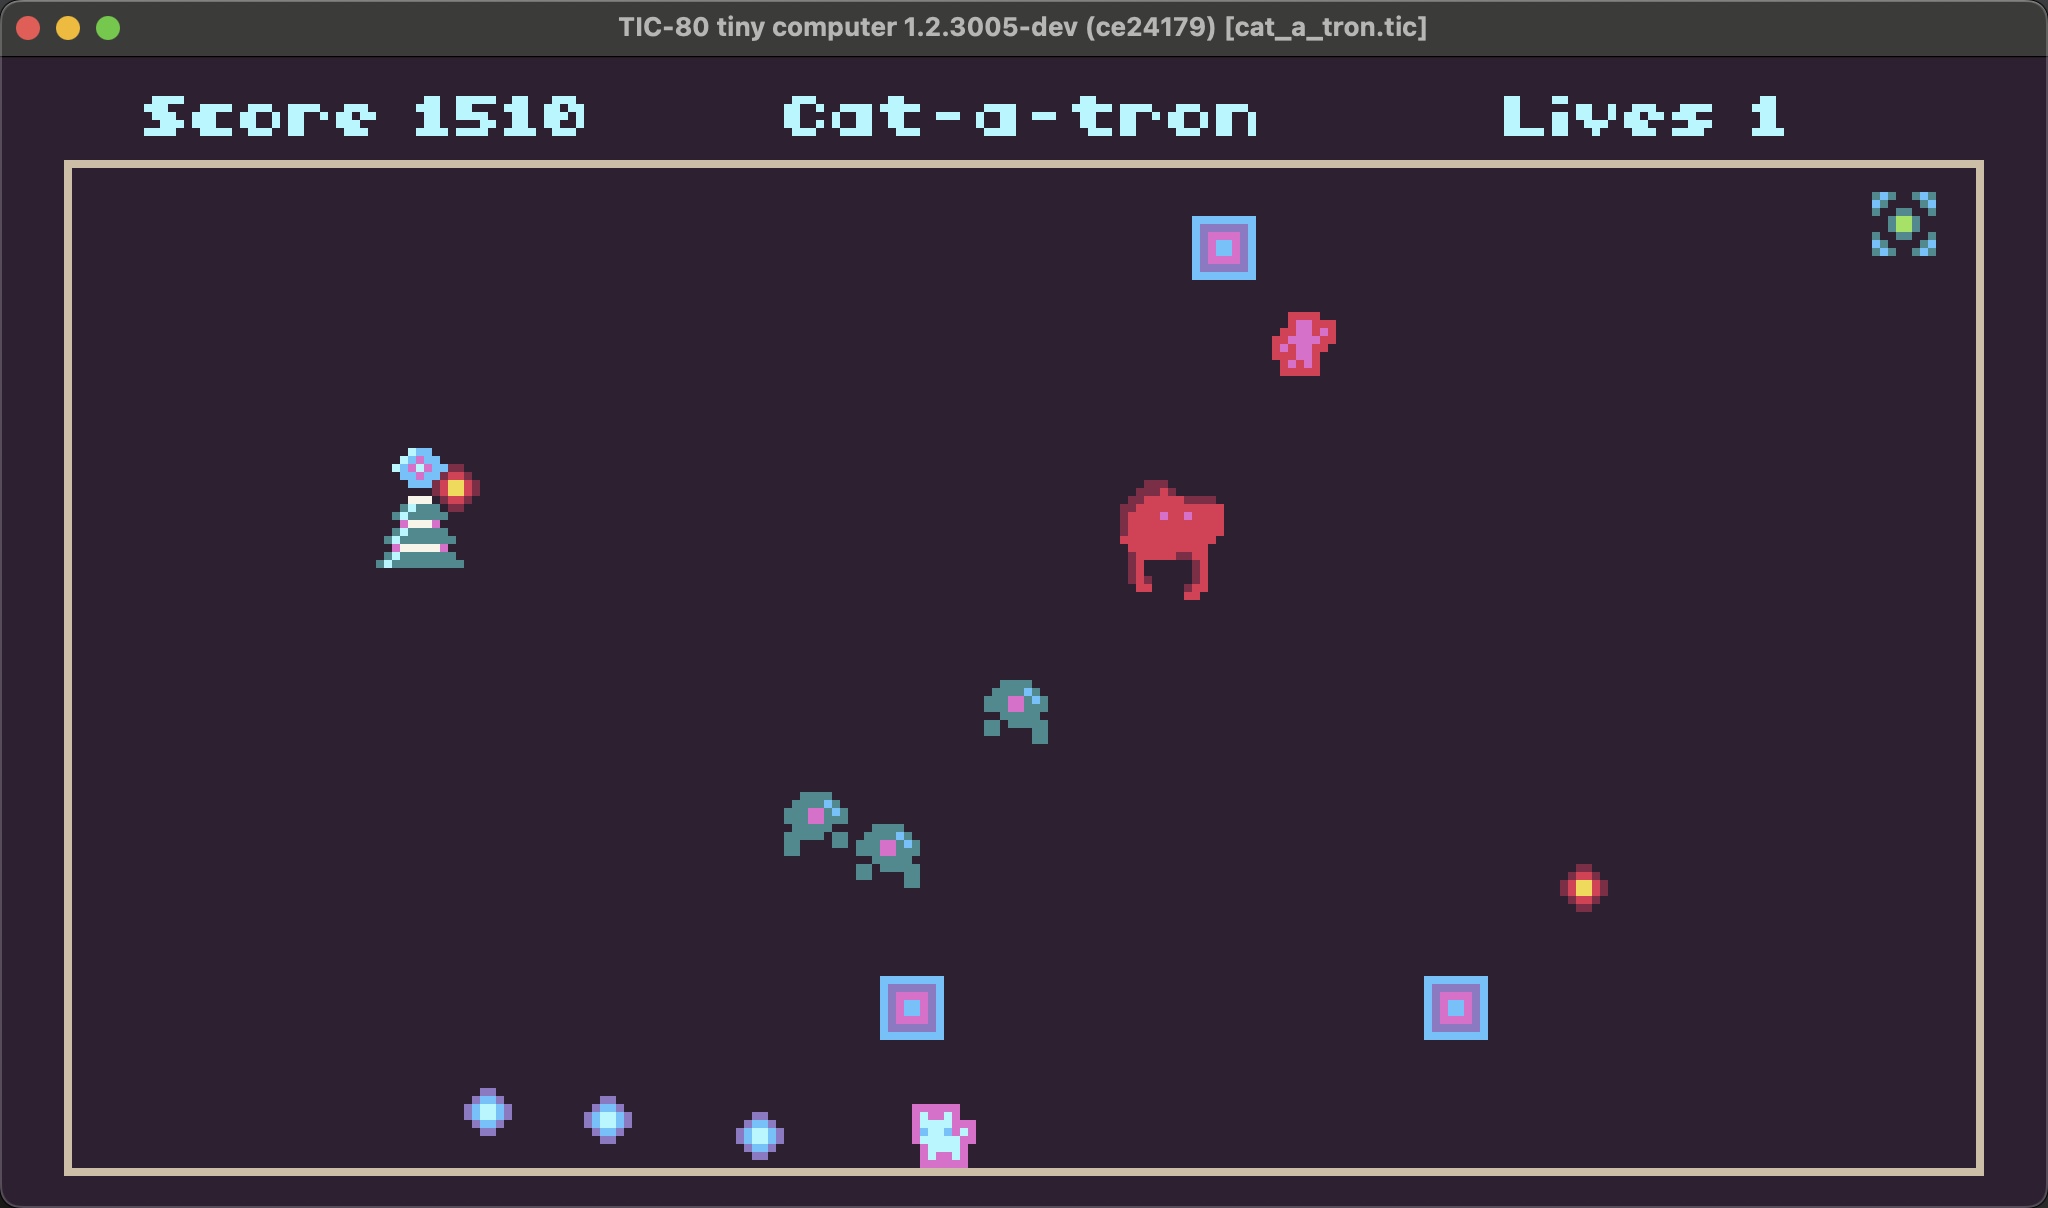 TIC-80 tiny computer 1.2.3005-dev (ce24179) [cat_a_tron.tic]
Score 1510 Cat-a-tron Lives 1